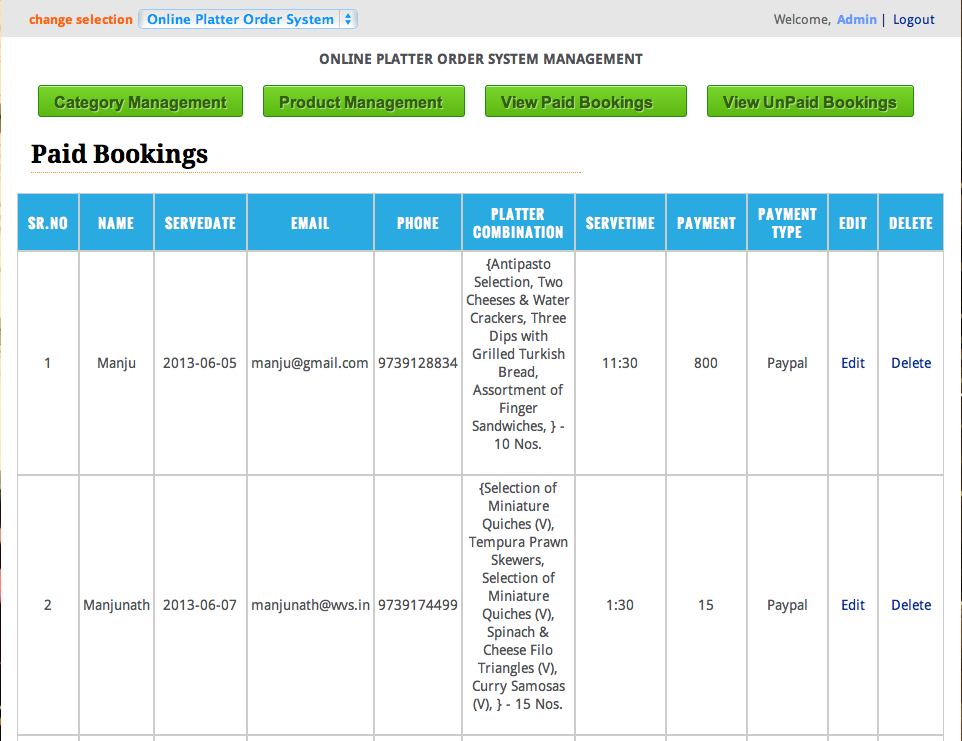 change selection Online Platter Order System Welcome, Admin | Logout
ONLINE PLATTER ORDER SYSTEM MANAGEMENT
Category Management Product Management View Paid Bookings View UnPaid Bookings
Paid Bookings
SR.NO NAME SERVEDATE EMAIL PHONE PLATTER COMBINATION SERVETIME PAYMENT PAYMENT TYPE EDIT DELETE
{Antipasto
Selection, Two
Cheeses & Water
Crackers, Three
Dips with
Grilled Turkish
1 Manju 2013-06-05 manju@gmail.com 9739128834 Bread, 11:30 800 Paypal Edit Delete
Assortment of
Finger
Sandwiches, } -
10 Nos.
{Selection of
Miniature
Quiches (V),
Tempura Prawn
Skewers,
Selection of
2 Manjunath 2013-06-07 manjunath@wvs.in 9739174499 Miniature 1:30 15 Paypal Edit Delete
Quiches (V),
Spinach &
Cheese Filo
Triangles (V),
Curry Samosas
(V), } - 15 Nos.